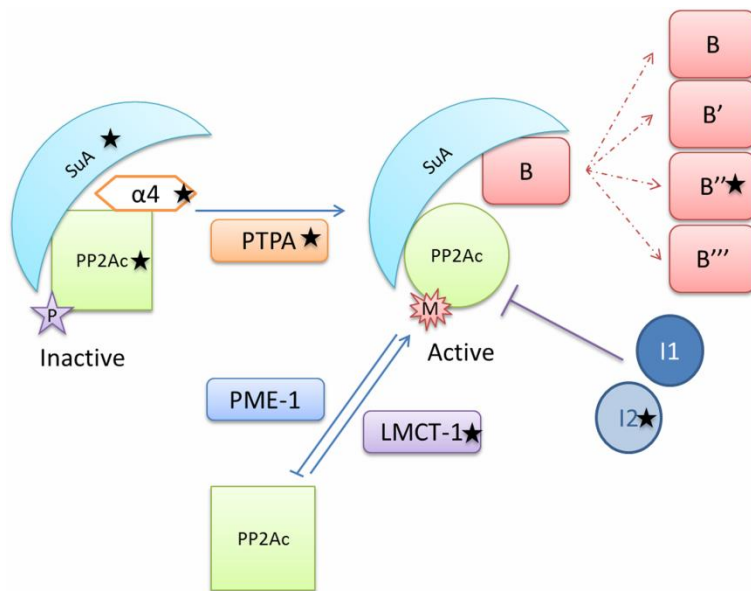 B
SuA
α4
PP2Ac
P
Inactive
PTPA
SuA
B
PP2Ac
M
Active
B'
B''
B'''
I1
I2
PME-1
LMCT-1
PP2Ac